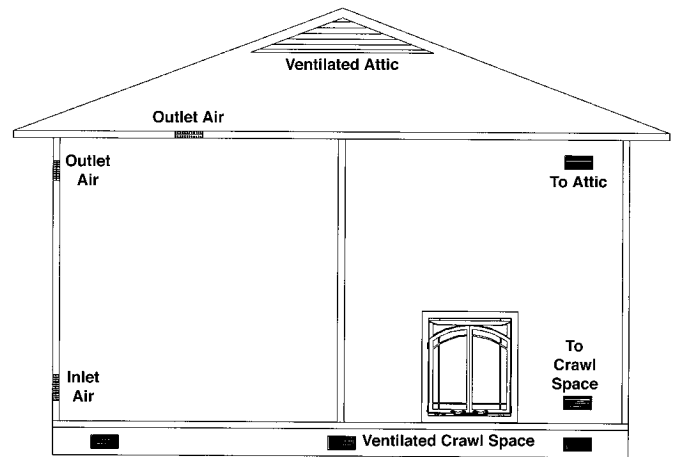 Ventilated Attic
Outlet Air
Outlet
Air
To Attic
Inlet
Air
To
Crawl
Space
Ventilated Crawl Space